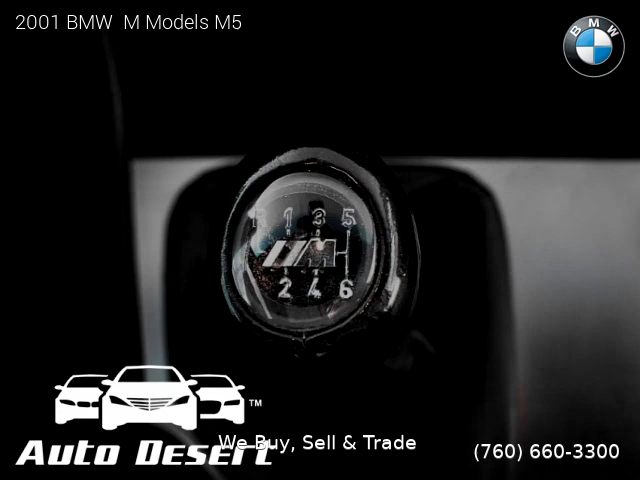 2001 BMW M Models M5
BMW
R 1 3 5
M
2 4 6
TM
Auto Desert
We Buy, Sell & Trade
(760) 660-3300